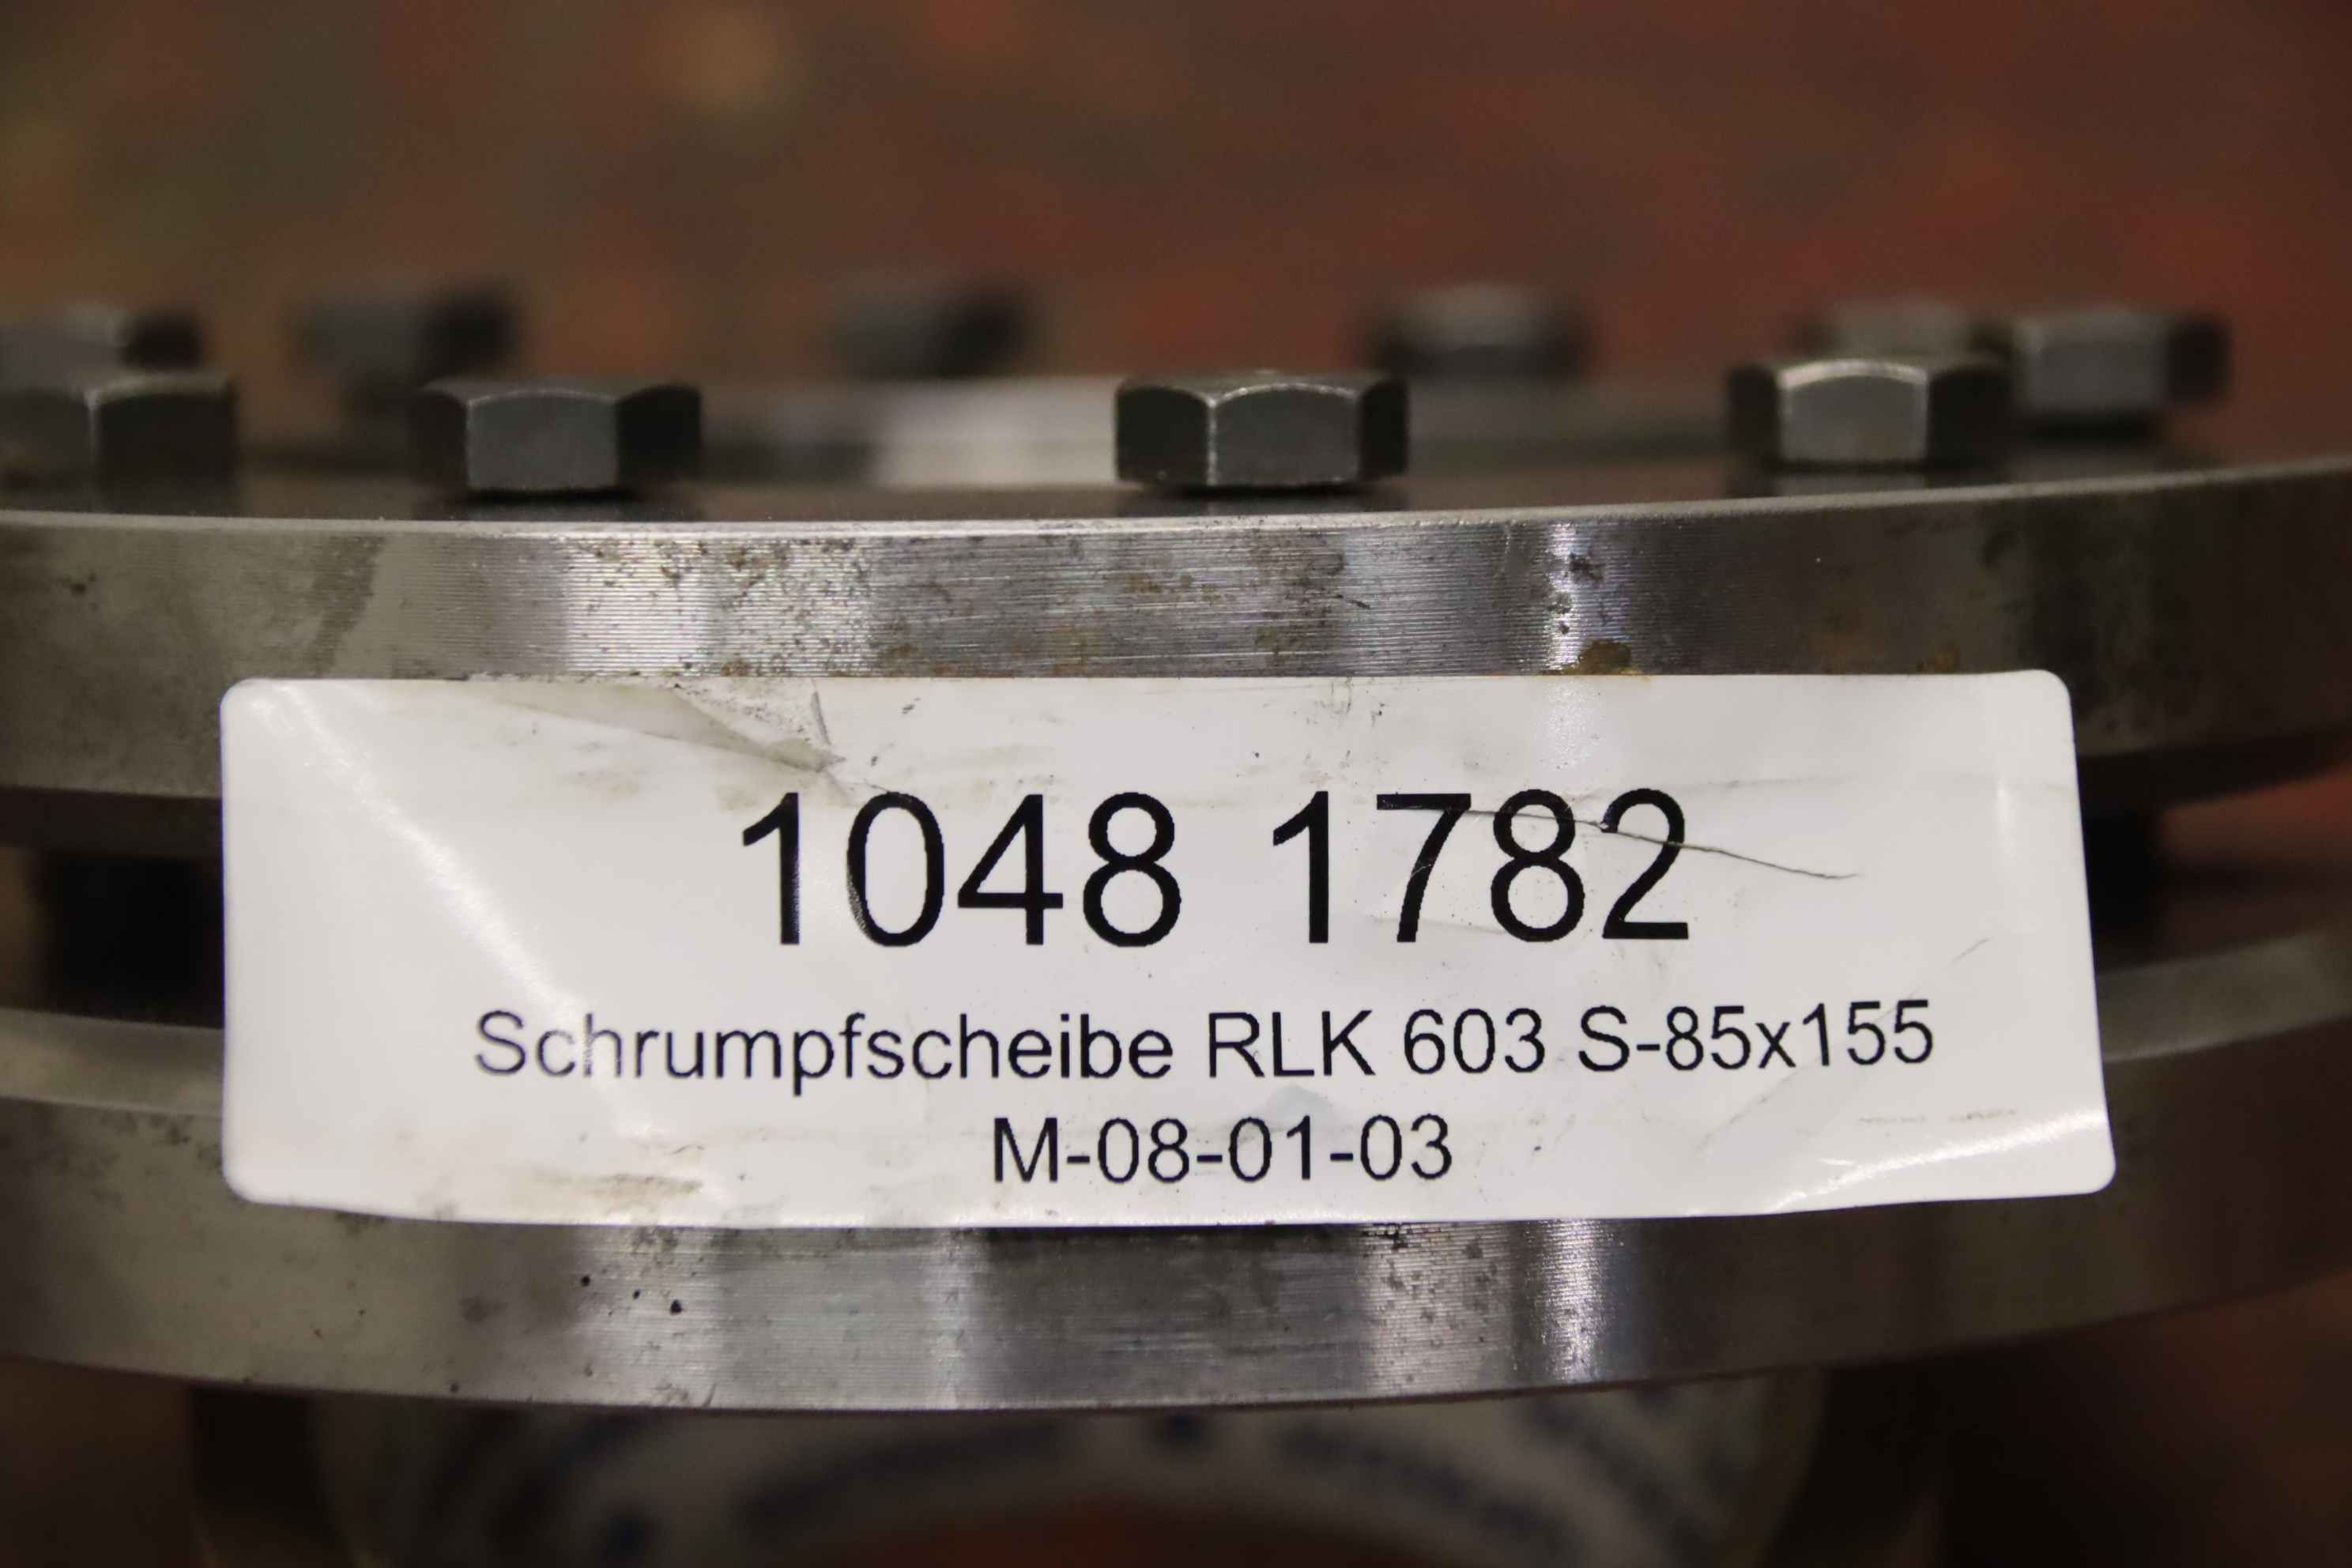 1048 1782
Schrumpfscheibe RLK 603 S-85x155
M-08-01-03